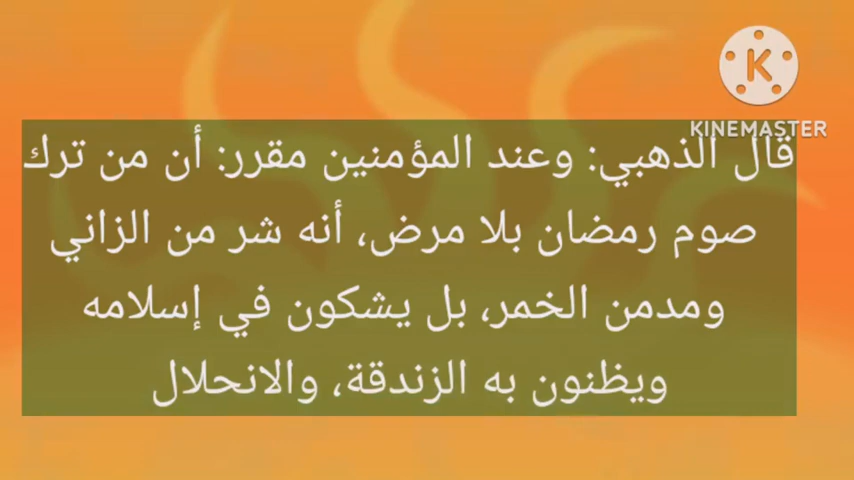 K
KINEMASTER
قال الذهبي: وعند المؤمنين مقرر: أن من ترك
صوم رمضان بلا مرض، أنه شر من الزاني
ومدمن الخمر، بل يشكون في إسلامه
ويظنون به الزندقة، والانحلال